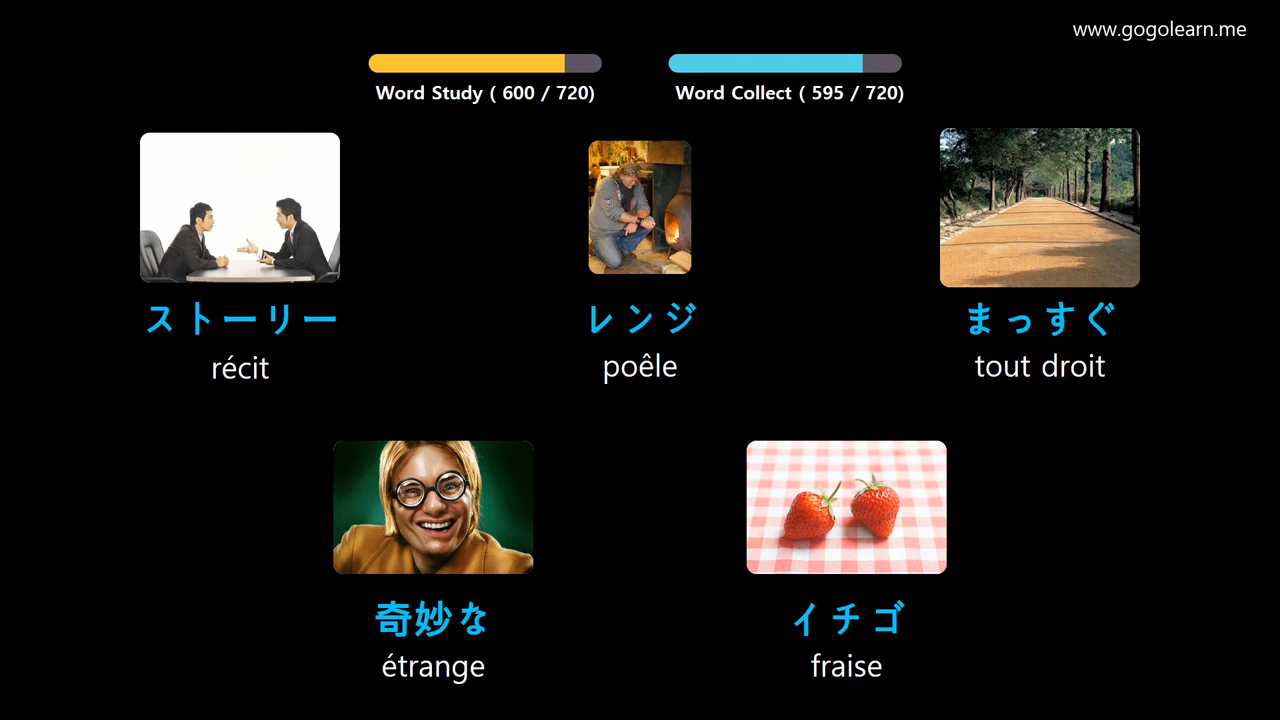 www.gogolearn.me
Word Study ( 600 / 720)
Word Collect ( 595 / 720)
ストーリー
récit
レンジ
poêle
まっすぐ
tout droit
奇妙な
étrange
イチゴ
fraise